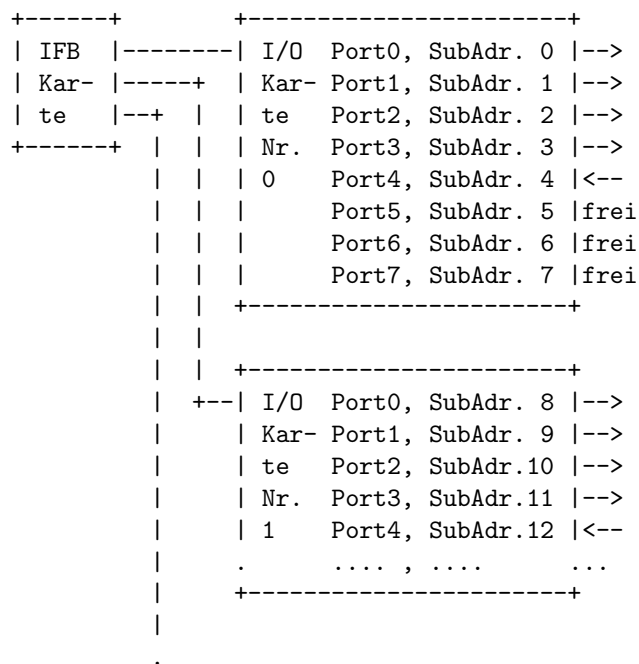 +------+       +-----------------------+
| IFB  |--------| I/O  Port0, SubAdr. 0 |-->
| Kar- |-----+  | Kar- Port1, SubAdr. 1 |-->
| te   |--+  |  | te   Port2, SubAdr. 2 |-->
+------+  |  |  | Nr.  Port3, SubAdr. 3 |-->
          |  |  | 0    Port4, SubAdr. 4 |<--
          |  |  |      Port5, SubAdr. 5 |frei
          |  |  |      Port6, SubAdr. 6 |frei
          |  |  |      Port7, SubAdr. 7 |frei
          |  |  +-----------------------+
          |  |
          |  |  +-----------------------+
          |  +--| I/O  Port0, SubAdr. 8 |-->
          |     | Kar- Port1, SubAdr. 9 |-->
          |     | te   Port2, SubAdr.10 |-->
          |     | Nr.  Port3, SubAdr.11 |-->
          |     | 1    Port4, SubAdr.12 |<--
          |     .      .... , ....     ...
          |     +-----------------------+
          |
          .